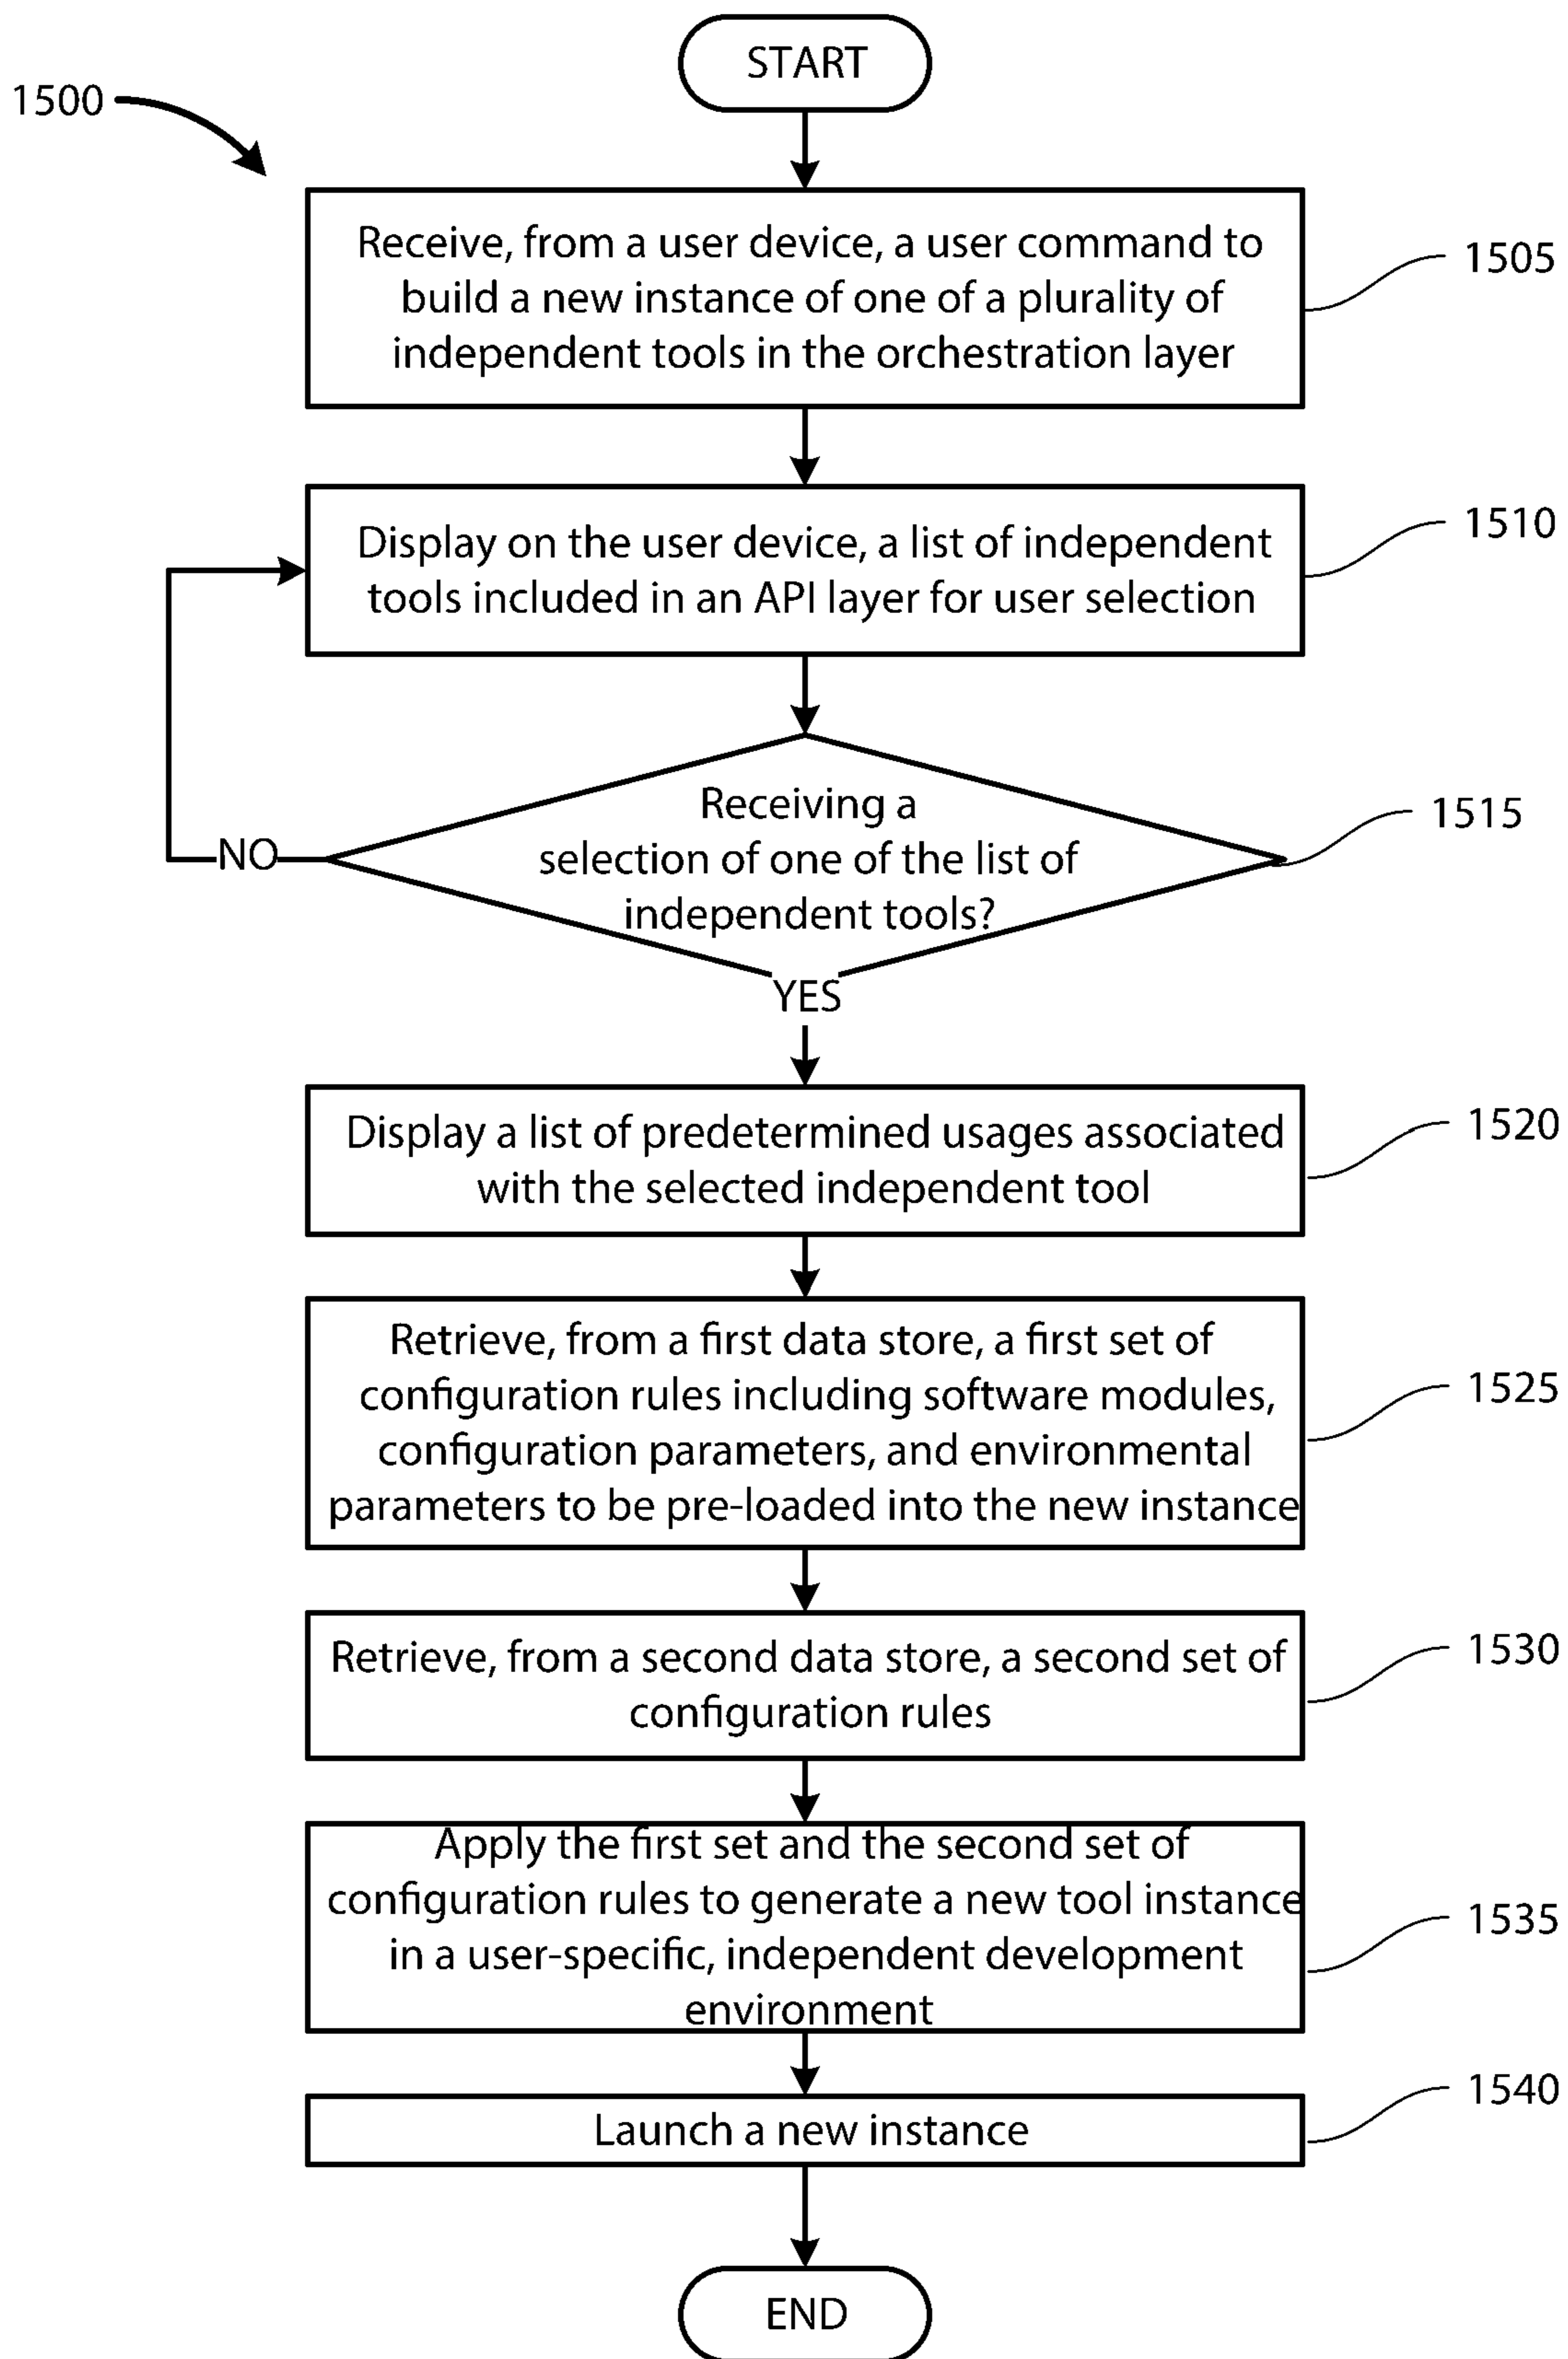 START
1500
Receive, from a user device, a user command to
build a new instance of one of a plurality of
independent tools in the orchestration layer
1505
Display on the user device, a list of independent
tools included in an API layer for user selection
1510
Receiving a
selection of one of the list of
independent tools?
1515
NO
YES
Display a list of predetermined usages associated
with the selected independent tool
1520
Retrieve, from a first data store, a first set of
configuration rules including software modules,
configuration parameters, and environmental
parameters to be pre-loaded into the new instance
1525
Retrieve, from a second data store, a second set of
configuration rules
1530
Apply the first set and the second set of
configuration rules to generate a new tool instance
in a user-specific, independent development
environment
1535
Launch a new instance
1540
END